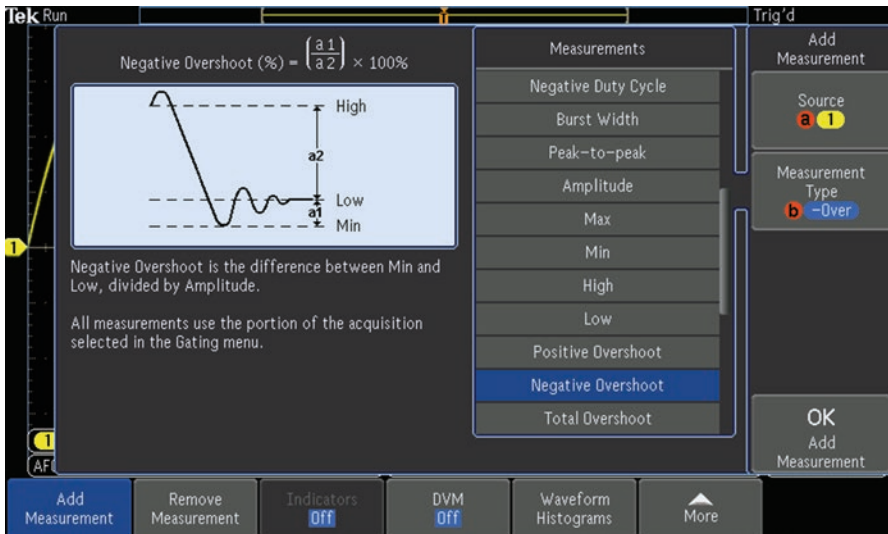 Tek Run
T
Trig'd
Negative Overshoot (%) = (a1/a2) × 100%
High
a2
Low
a1
Min
Negative Overshoot is the difference between Min and
Low, divided by Amplitude.
All measurements use the portion of the acquisition
selected in the Gating menu.
Measurements
Negative Duty Cycle
Burst Width
Peak-to-peak
Amplitude
Max
Min
High
Low
Positive Overshoot
Negative Overshoot
Total Overshoot
Add
Measurement
Source
a 1
Measurement
Type
b -Over
OK
Add
Measurement
1
1
Add
Measurement
Remove
Measurement
Indicators
Off
DVM
Off
Waveform
Histograms
More